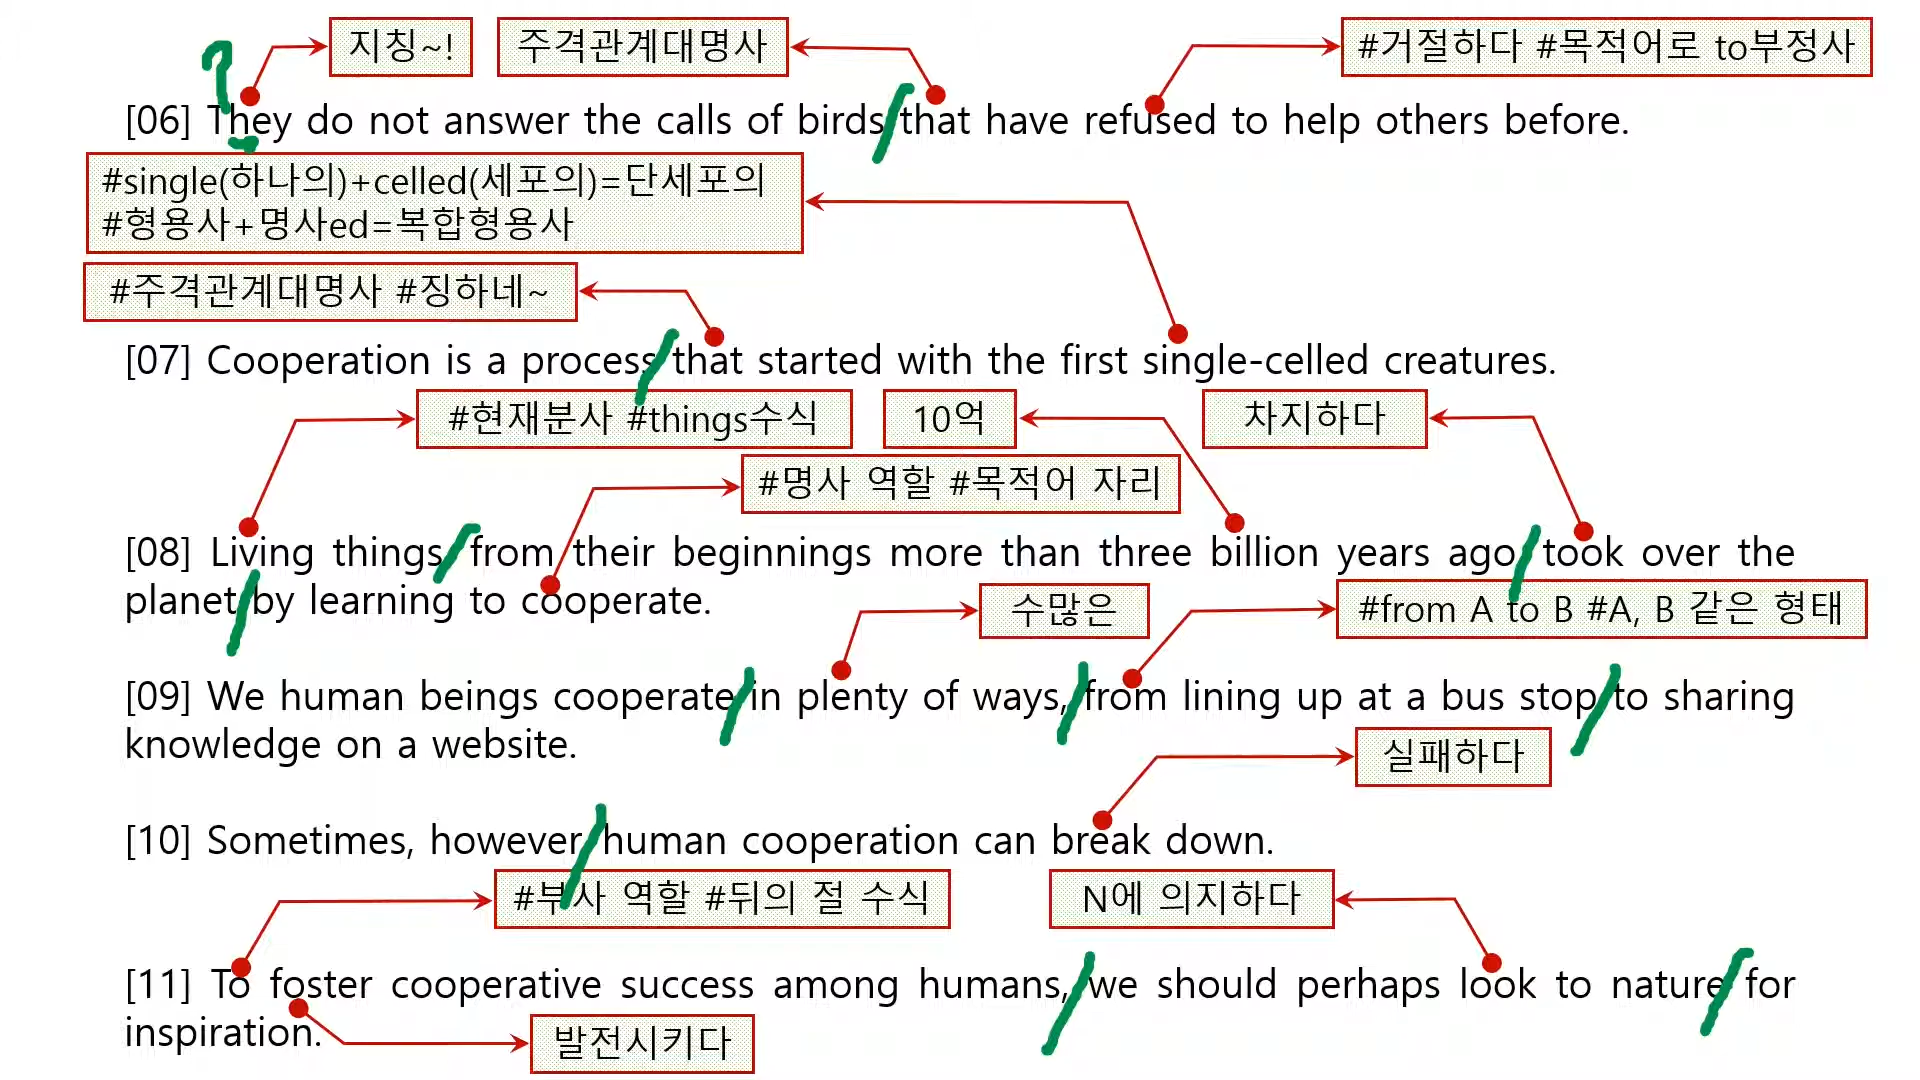 지칭~!
주격관계대명사
#거절하다 #목적어로 to부정사
[06] They do not answer the calls of birds that have refused to help others before.
#single(하나의)+celled(세포의)=단세포의
#형용사+명사ed=복합형용사
#주격관계대명사 #징하네~
[07] Cooperation is a process that started with the first single-celled creatures.
#현재분사 #things수식
10억
차지하다
#명사 역할 #목적어 자리
[08] Living things from their beginnings more than three billion years ago took over the
planet by learning to cooperate.
수많은
#from A to B #A, B 같은 형태
[09] We human beings cooperate in plenty of ways, from lining up at a bus stop to sharing
knowledge on a website.
실패하다
[10] Sometimes, however, human cooperation can break down.
#부사 역할 #뒤의 절 수식
N에 의지하다
[11] To foster cooperative success among humans, we should perhaps look to nature for
inspiration.
발전시키다